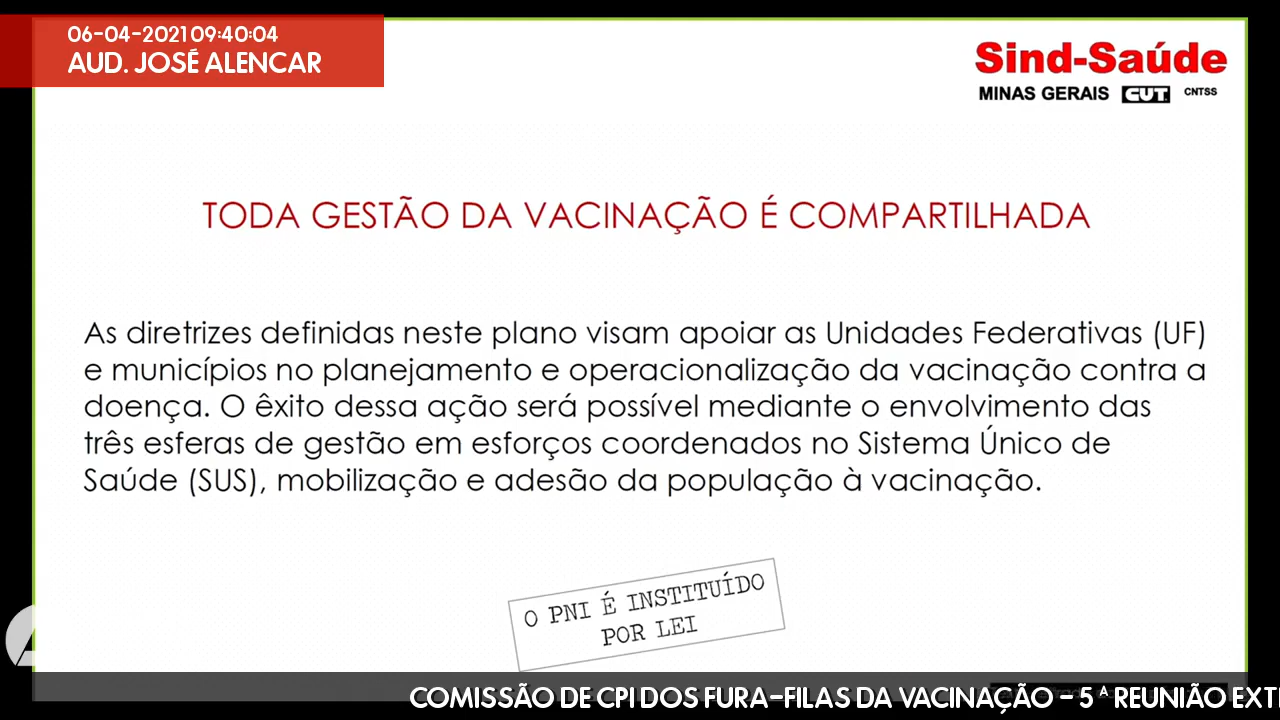 06-04-2021 09:40:04
AUD. JOSÉ ALENCAR
Sind-Saúde
MINAS GERAIS CUT CNTSS
TODA GESTÃO DA VACINAÇÃO É COMPARTILHADA
As diretrizes definidas neste plano visam apoiar as Unidades Federativas (UF)
e municípios no planejamento e operacionalização da vacinação contra a
doença. O êxito dessa ação será possível mediante o envolvimento das
três esferas de gestão em esforços coordenados no Sistema Único de
Saúde (SUS), mobilização e adesão da população à vacinação.
O PNI É INSTITUÍDO
POR LEI
COMISSÃO DE CPI DOS FURA-FILAS DA VACINAÇÃO - 5ª REUNIÃO EXT